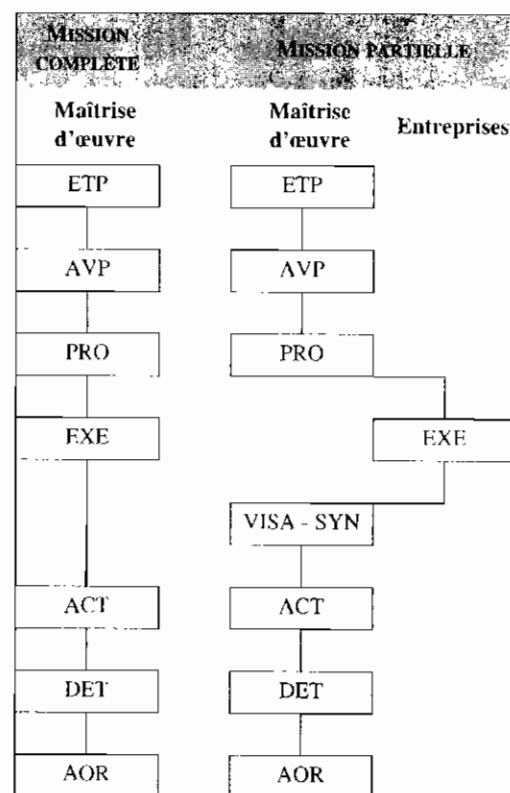 MISSION
COMPLÈTE
MISSION PARTIELLE
Maîtrise
d'œuvre
Maîtrise
d'œuvre
Entreprises
ETP
ETP
AVP
AVP
PRO
PRO
EXE
EXE
VISA - SYN
ACT
ACT
DET
DET
AOR
AOR